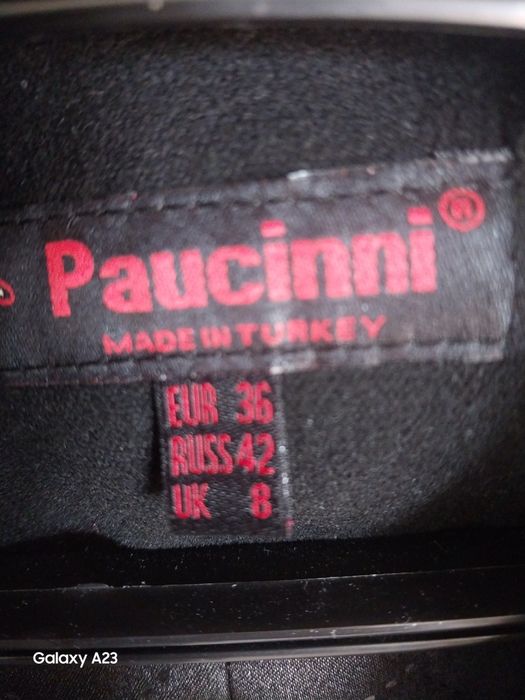 Paucinni®
MADE IN TURKEY
EUR 36
RUSS 42
UK 8
Galaxy A23